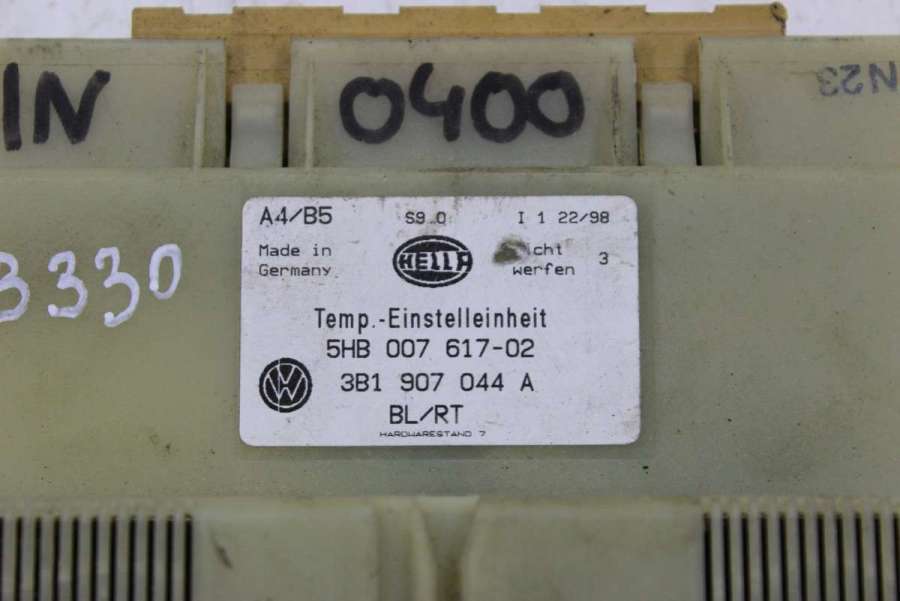 IN
0400
N23
A4/B5 S9.0 I 1 22/98
Made in
Germany
HELLA
werfen 3
3330
Temp.-Einstelleinheit
5HB 007 617-02
VW
3B1 907 044 A
BL/RT
HARDWARESTAND 7